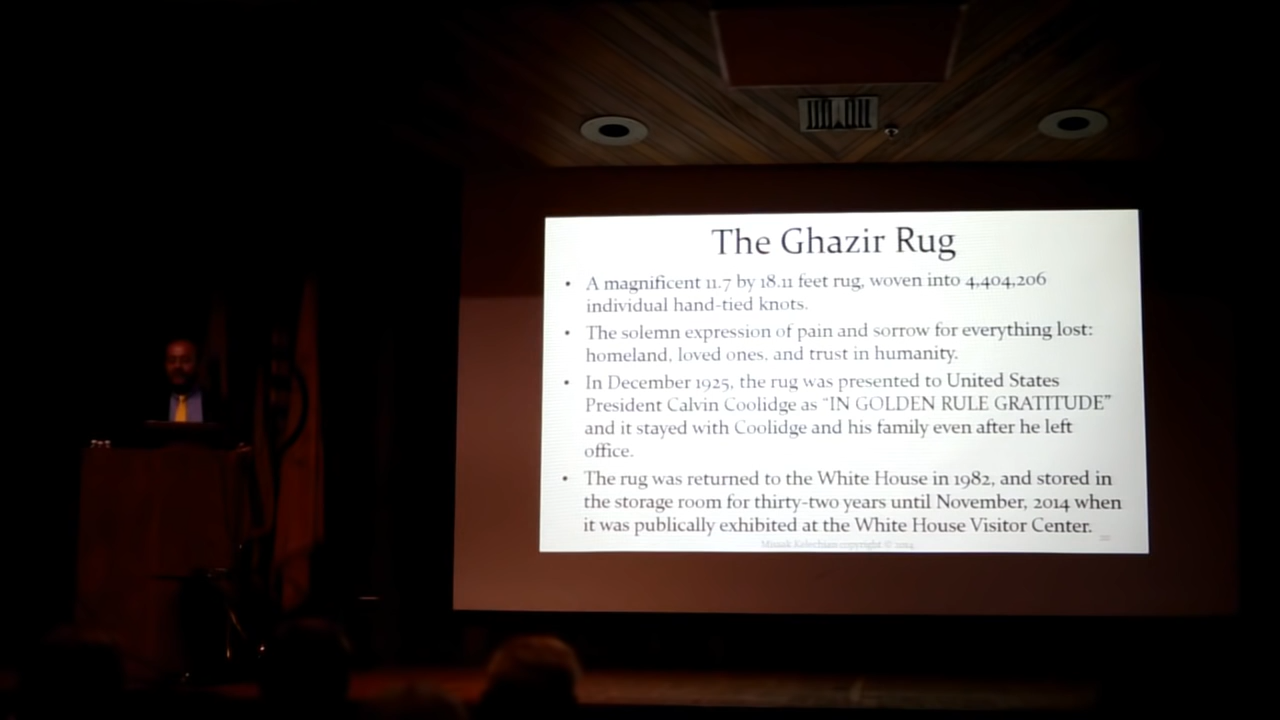 The Ghazir Rug
• A magnificent 11.7 by 18.11 feet rug, woven into 4,404,206
individual hand-tied knots.
• The solemn expression of pain and sorrow for everything lost:
homeland, loved ones, and trust in humanity.
• In December 1925, the rug was presented to United States
President Calvin Coolidge as “IN GOLDEN RULE GRATITUDE”
and it stayed with Coolidge and his family even after he left
office.
• The rug was returned to the White House in 1982, and stored in
the storage room for thirty-two years until November, 2014 when
it was publically exhibited at the White House Visitor Center.
copyright © 2014